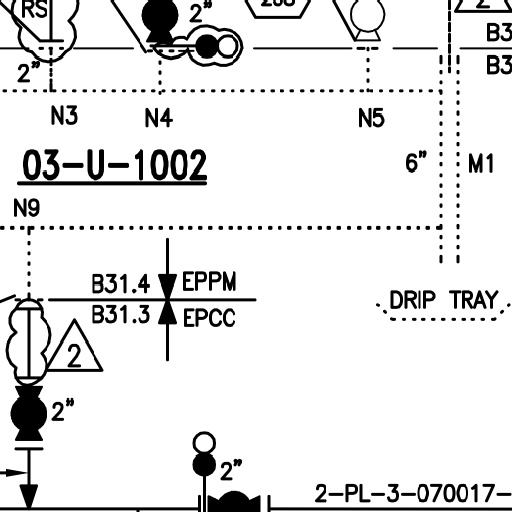 RS
2"
2
B3
2"
B3
N3
N4
N5
03-U-1002
6"
M1
N9
B31.4
EPPM
B31.3
EPCC
DRIP TRAY
2
2"
2"
2-PL-3-070017-